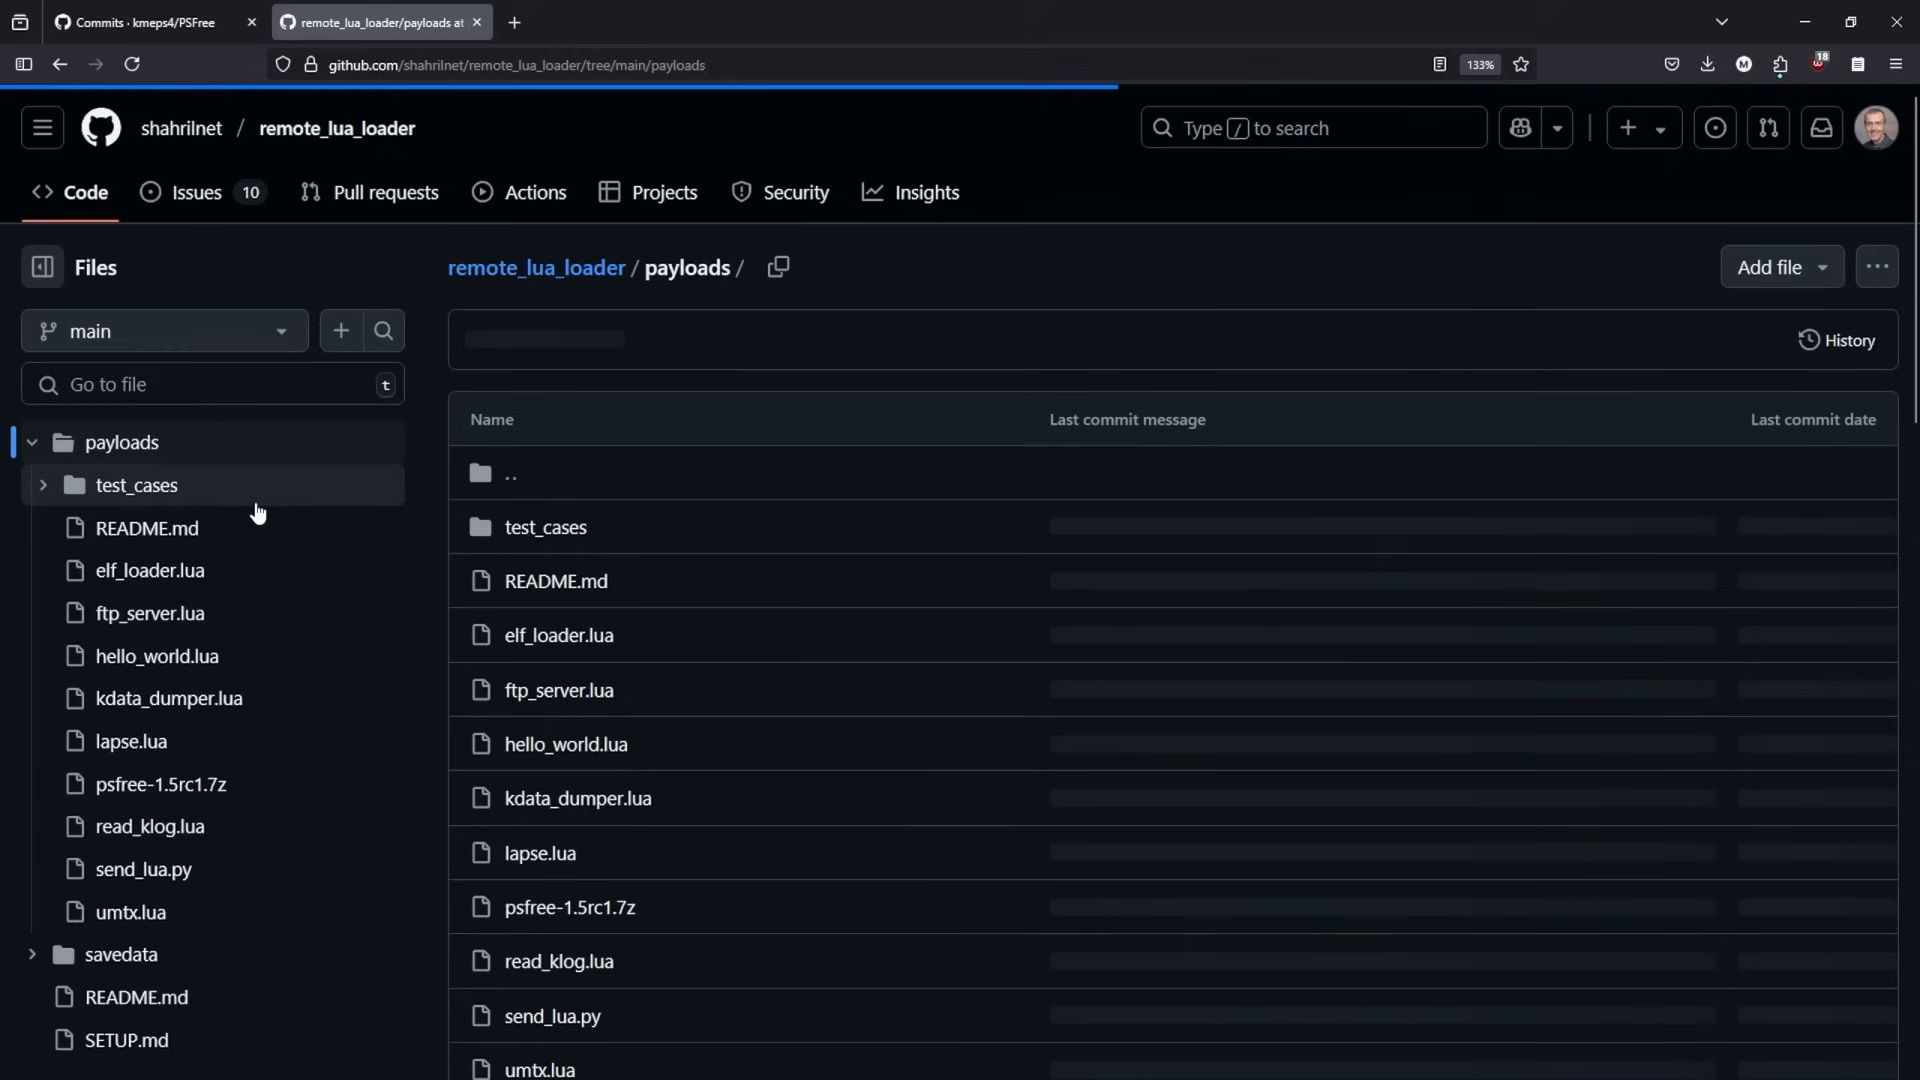 Commits · kmeps4/PSFree
remote_lua_loader/payloads at
github.com/shahrilnet/remote_lua_loader/tree/main/payloads
133%
18
shahrilnet / remote_lua_loader
Type / to search
Code
Issues 10
Pull requests
Actions
Projects
Security
Insights
Files
remote_lua_loader / payloads /
Add file
main
History
Go to file
t
Name
Last commit message
Last commit date
payloads
test_cases
README.md
elf_loader.lua
ftp_server.lua
hello_world.lua
kdata_dumper.lua
lapse.lua
psfree-1.5rc1.7z
read_klog.lua
send_lua.py
umtx.lua
savedata
README.md
SETUP.md
..
test_cases
README.md
elf_loader.lua
ftp_server.lua
hello_world.lua
kdata_dumper.lua
lapse.lua
psfree-1.5rc1.7z
read_klog.lua
send_lua.py
umtx.lua